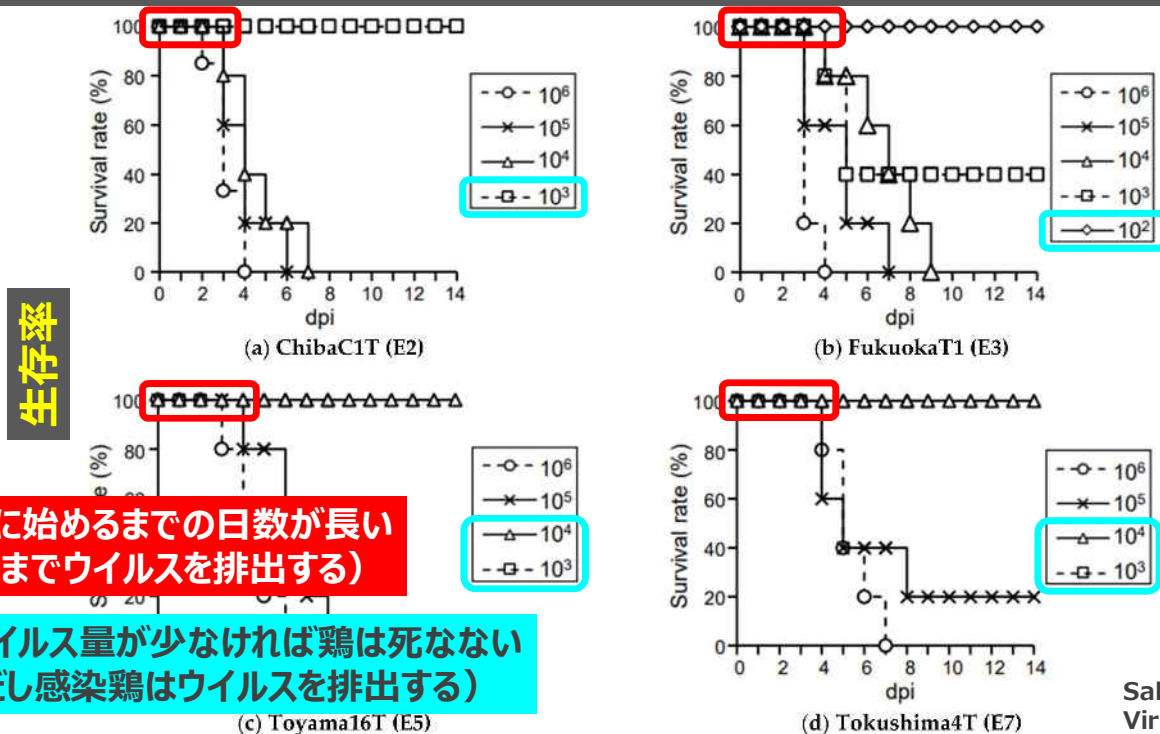 100
80
60
40
20
0
Survival rate (%)
0 2 4 6 8 10 12 14
dpi
10⁶
10⁵
10⁴
10³
(a) ChibaC1T (E2)
100
80
60
40
20
0
Survival rate (%)
0 2 4 6 8 10 12 14
dpi
10⁶
10⁵
10⁴
10³
10²
(b) FukuokaT1 (E3)
生存率
100
80
20
10⁶
10⁵
10⁴
10³
に始めるまでの日数が長い
までウイルスを排出する）
イルス量が少なければ鶏は死なない
だし感染鶏はウイルスを排出する）
(c) Toyama16T (E5)
100
80
60
40
20
0
Survival rate (%)
0 2 4 6 8 10 12 14
dpi
10⁶
10⁵
10⁴
10³
(d) Tokushima4T (E7)
Vir